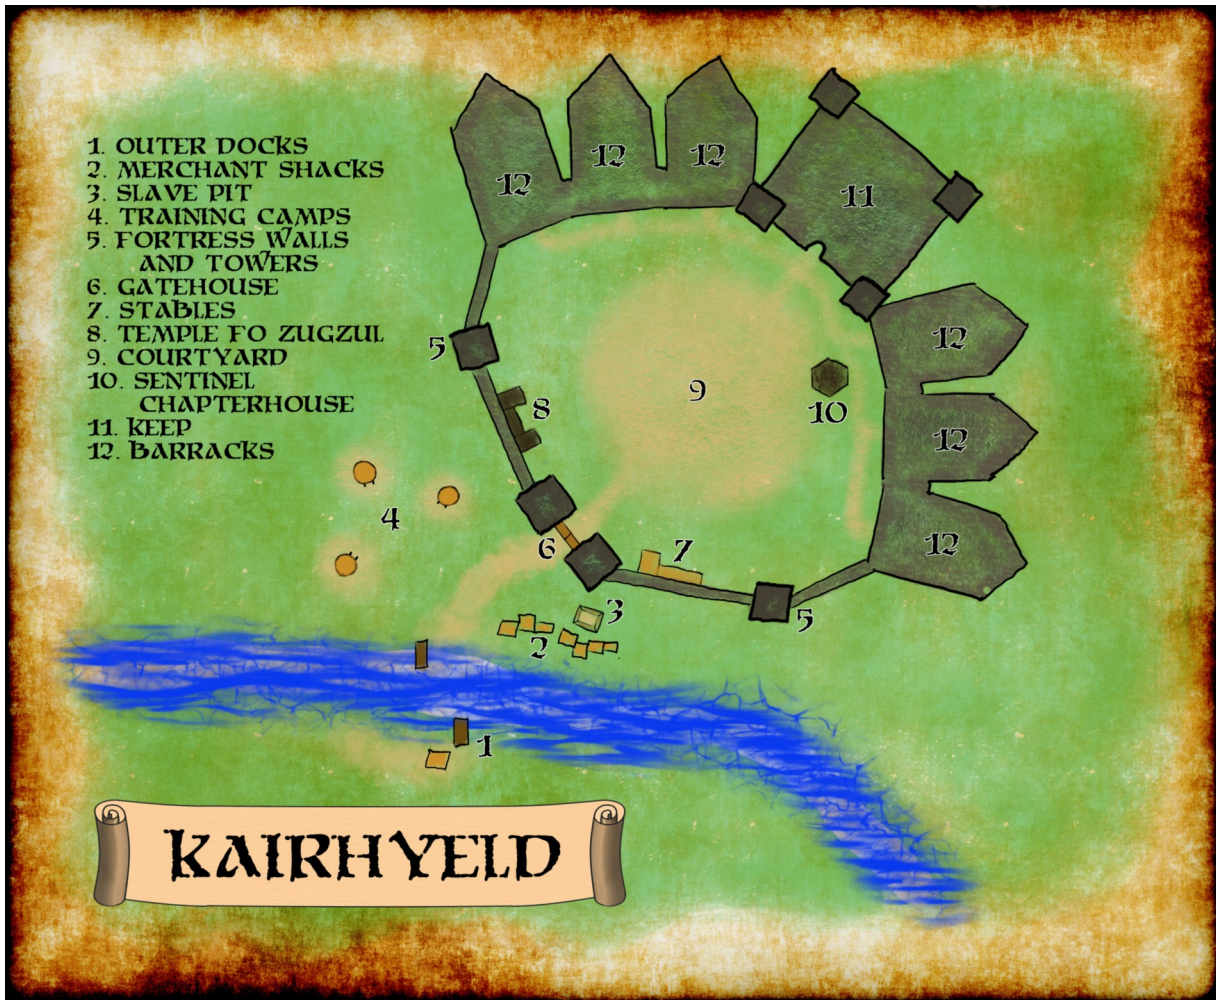 1. OUTER DOCKS
2. MERCHANT SHACKS
3. SLAVE PIT
4. TRAINING CAMPS
5. FORTRESS WALLS
AND TOWERS
6. GATEHOUSE
7. STABLES
8. TEMPLE FO ZUGZUL
9. COURTYARD
10. SENTINEL
CHAPTERHOUSE
11. KEEP
12. BARRACKS
12
12
12
11
12
5
9
8
10
12
4
12
6
7
3
5
2
1
KAIRHYELD